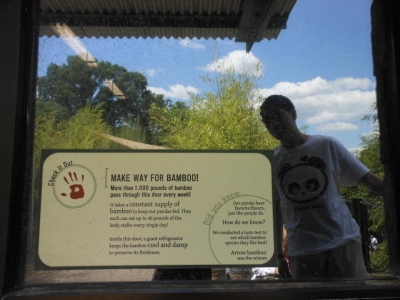 Check It Out
MAKE WAY FOR BAMBOO!
More than 1,000 pounds of bamboo
pass through this door every week!
It takes a constant supply of
bamboo to keep our pandas fed. They
each can eat up to 40 pounds of the
leafy stalks every single day!
Inside this door, a giant refrigerator
keeps the bamboo cool and damp
to preserve its freshness.
Did you know
Our pandas have
favorite flavors,
just like people do.
How do we know?
We conducted a taste test to
see which bamboo
species they like best!
Arrow bamboo
was the winner